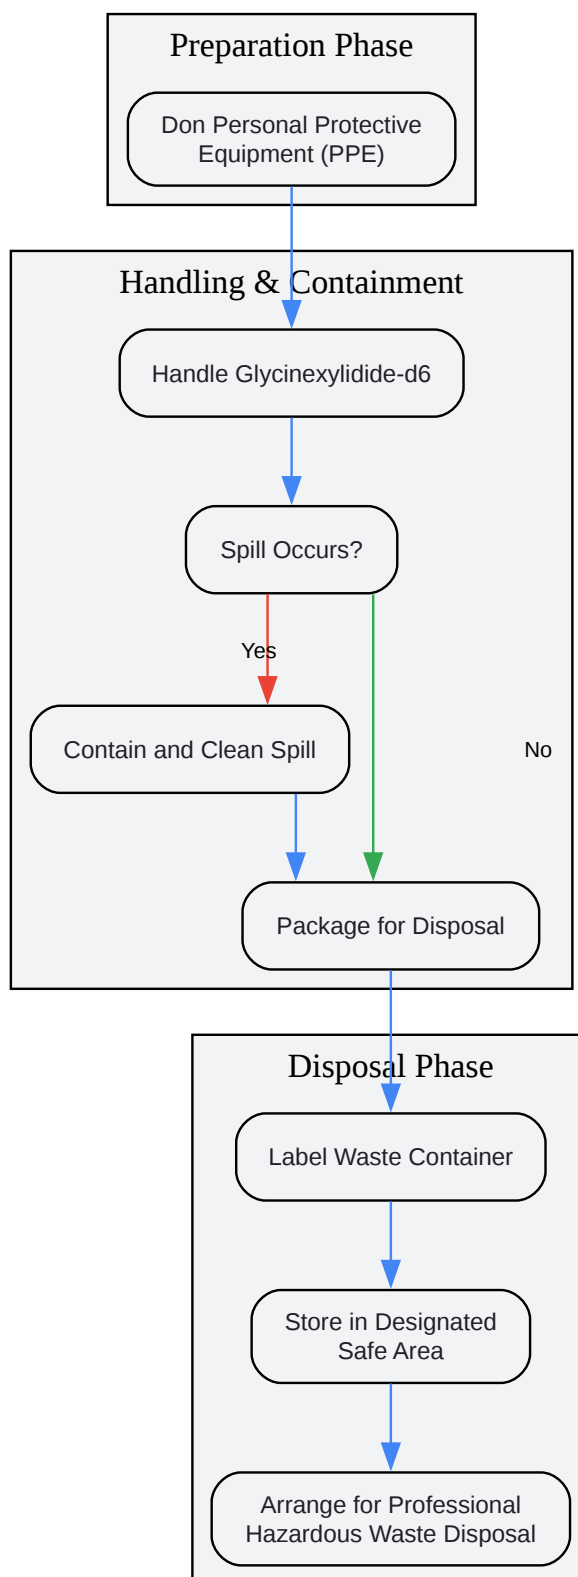 Preparation Phase
Don Personal Protective
Equipment (PPE)
Handling & Containment
Handle Glycinexylidide-d6
Spill Occurs?
Yes
Contain and Clean Spill
No
Package for Disposal
Disposal Phase
Label Waste Container
Store in Designated
Safe Area
Arrange for Professional
Hazardous Waste Disposal